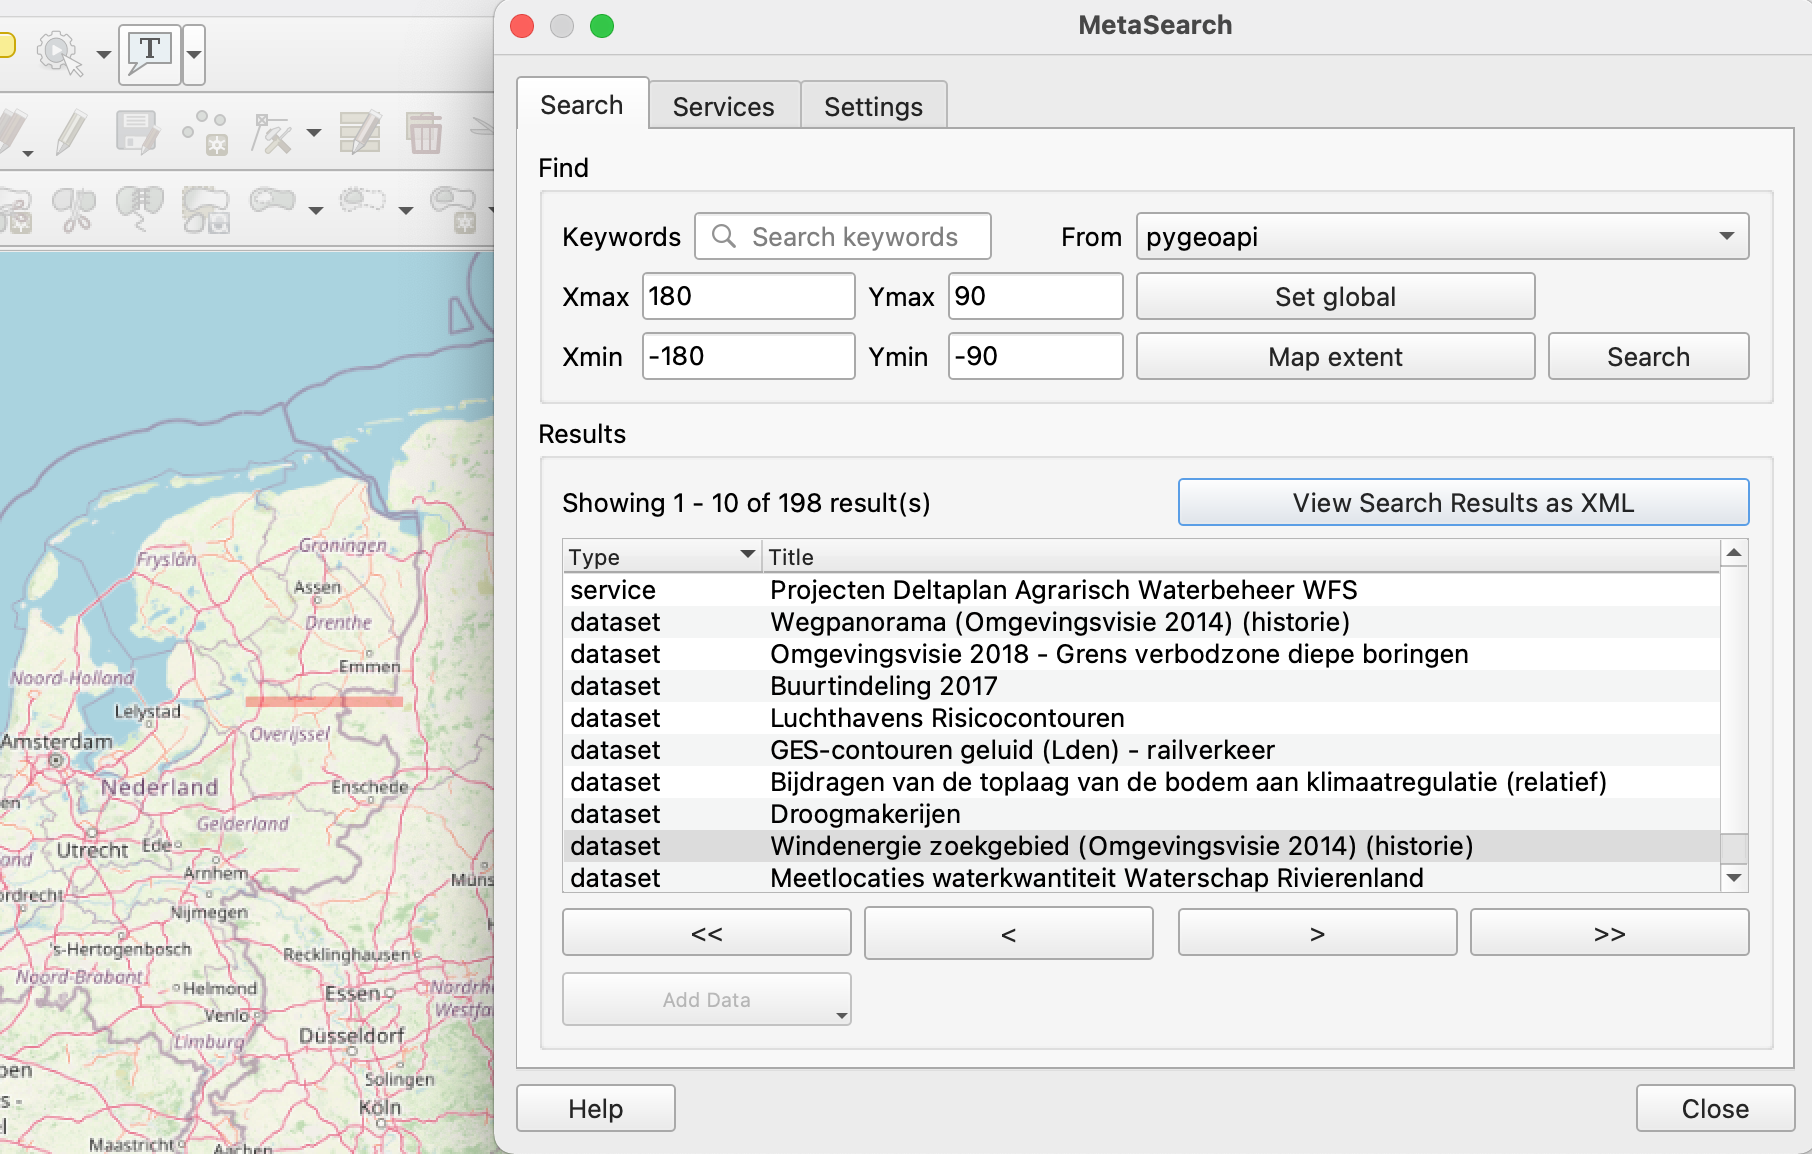 MetaSearch
T
Search Services Settings
Find
Keywords Search keywords From pygeoapi
Xmax 180 Ymax 90 Set global
Xmin -180 Ymin -90 Map extent Search
Results
Showing 1 - 10 of 198 result(s) View Search Results as XML
Type Title
service Projecten Deltaplan Agrarisch Waterbeheer WFS
dataset Wegpanorama (Omgevingsvisie 2014) (historie)
dataset Omgevingsvisie 2018 - Grens verbodzone diepe boringen
dataset Buurtindeling 2017
dataset Luchthavens Risicocontouren
dataset GES-contouren geluid (Lden) - railverkeer
dataset Bijdragen van de toplaag van de bodem aan klimaatregulatie (relatief)
dataset Droogmakerijen
dataset Windenergie zoekgebied (Omgevingsvisie 2014) (historie)
dataset Meetlocaties waterkwantiteit Waterschap Rivierenland
<< < > >>
Add Data
Help Close
Groningen
Fryslân
Assen
Drenthe
Emmen
Noord-Holland
Lelystad
Overijssel
Amsterdam
Nederland
Enschede
en
Gelderland
Utrecht
Ede
and
Arnhem
Müns
ordrecht
Nijmegen
's-Hertogenbosch
Recklinghausen
Noord-Brabant
Helmond
Essen
Nordrhe
Westfa
Venlo
Düsseldorf
Limburg
Solingen
Köln
Maastricht
Aachen